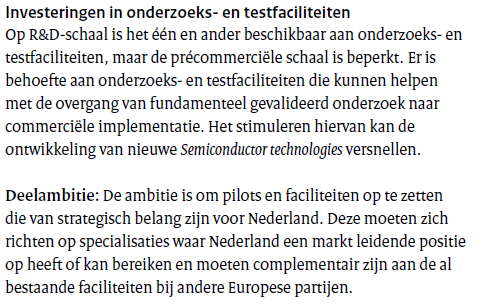 Investeringen in onderzoeks- en testfaciliteiten
Op R&D-schaal is het één en ander beschikbaar aan onderzoeks- en
testfaciliteiten, maar de précommerciële schaal is beperkt. Er is
behoefte aan onderzoeks- en testfaciliteiten die kunnen helpen
met de overgang van fundamenteel gevalideerd onderzoek naar
commerciële implementatie. Het stimuleren hiervan kan de
ontwikkeling van nieuwe Semiconductor technologies versnellen.

Deelambitie: De ambitie is om pilots en faciliteiten op te zetten
die van strategisch belang zijn voor Nederland. Deze moeten zich
richten op specialisaties waar Nederland een markt leidende positie
op heeft of kan bereiken en moeten complementair zijn aan de al
bestaande faciliteiten bij andere Europese partijen.